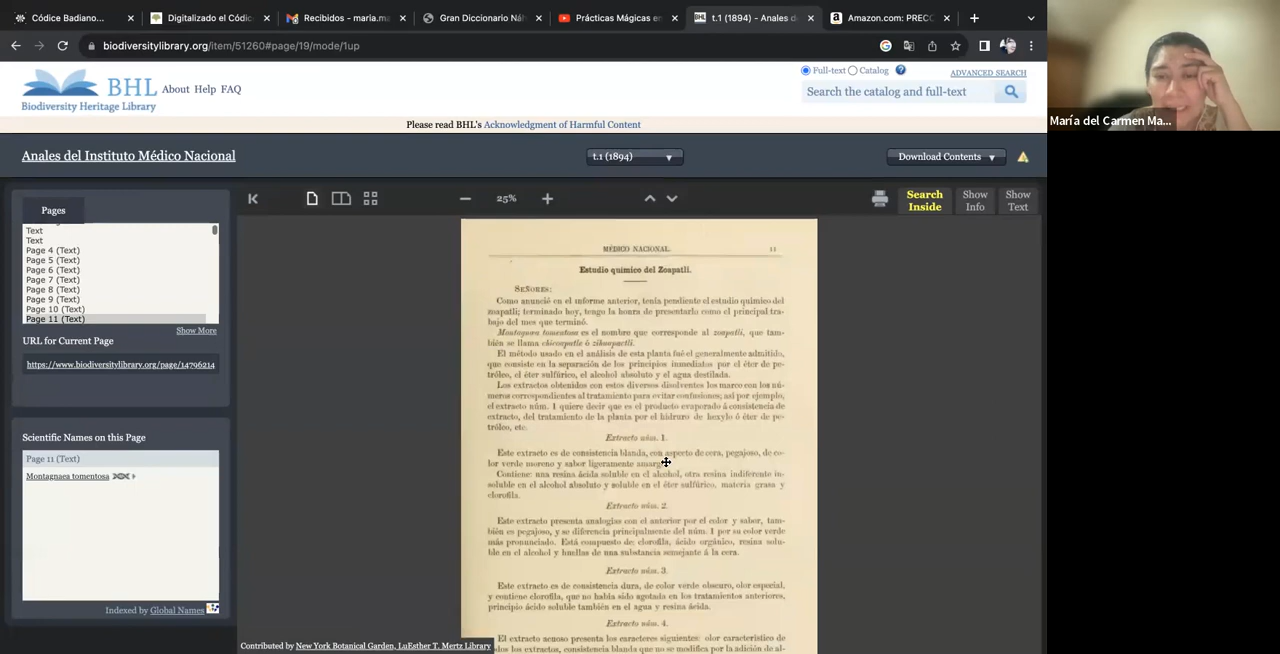 Códice Badiano...
Digitalizado el Códic
Recibidos - maria.m
Gran Diccionario Ná
Prácticas Mágicas en
t.1 (1894) - Anales d
Amazon.com: PREC
biodiversitylibrary.org/item/51260#page/19/mode/1up
BHL
Biodiversity Heritage Library
About Help FAQ
Full-text Catalog ? ADVANCED SEARCH
Search the catalog and full-text
Please read BHL's Acknowledgment of Harmful Content
Anales del Instituto Médico Nacional
t.1 (1894)
Download Contents
Pages
25%
Search Inside
Show Info
Show Text
Text
Text
Page 4 (Text)
Page 5 (Text)
Page 6 (Text)
Page 7 (Text)
Page 8 (Text)
Page 9 (Text)
Page 10 (Text)
Page 11 (Text)
Show More
URL for Current Page
https://www.biodiversitylibrary.org/page/14796214
Scientific Names on this Page
Page 11 (Text)
Montagnaea tomentosa
Indexed by Global Names
MÉDICO NACIONAL. 11
Estudio químico del Zoapatli.
SEÑORES:
Como anuncié en el informe anterior, tenía pendiente el estudio químico del
zoapatli; terminado hoy, tengo la honra de presentarlo como el principal tra-
bajo del mes que terminó.
Montagnæa tomentosa es el nombre que corresponde al zoapatli, que tam-
bién se llama chicoapatle ó zihuapactli.
El método usado en el análisis de esta planta fué el generalmente admitido,
que consiste en la separación de los principios inmediatos por el éter de pe-
tróleo, el éter sulfúrico, el alcohol absoluto y el agua destilada.
Los extractos obtenidos con estos diversos disolventes los marco con los nú-
meros correspondientes al tratamiento para evitar confusiones; así por ejemplo,
el extracto núm. 1 quiere decir que es el producto evaporado á consistencia de
extracto, del tratamiento de la planta por el hidruro de hexylo ó éter de pe-
tróleo, etc.
Extracto núm. 1.
Este extracto es de consistencia blanda, con aspecto de cera, pegajoso, de co-
lor verde moreno y sabor ligeramente amargo.
Contiene: una resina ácida soluble en el alcohol, otra resina indiferente in-
soluble en el alcohol absoluto y soluble en el éter sulfúrico, materia grasa y
clorofila.
Extracto núm. 2.
Este extracto presenta analogías con el anterior por el color y sabor, tam-
bién es pegajoso, y se diferencia principalmente del núm. 1 por su color verde
más pronunciado. Está compuesto de: clorofila, ácido orgánico, resina solu-
ble en el alcohol y huellas de una substancia semejante á la cera.
Extracto núm. 3.
Este extracto es de consistencia dura, de color verde obscuro, olor especial,
y contiene clorofila, que no había sido agotada en los tratamientos anteriores,
principio ácido soluble también en el agua y resina ácida.
Extracto núm. 4.
El extracto acuoso presenta los caracteres siguientes: olor característico de
los extractos, consistencia blanda que no se modifica por la adición de al-
Contributed by New York Botanical Garden, LuEsther T. Mertz Library
María del Carmen Ma...